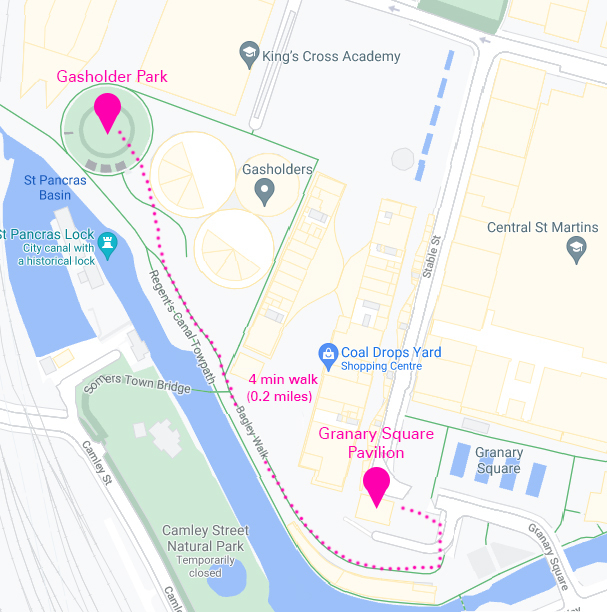 King's Cross Academy
Gasholder Park
Gasholders
St Pancras
Basin
St Pancras Lock
City canal with
a historical lock
Central St Martins
Stable St
Regent's Canal Towpath
Coal Drops Yard
Shopping Centre
4 min walk
(0.2 miles)
Somers Town Bridge
Bagley Walk
Granary Square
Pavilion
Granary
Square
Camley St
Camley Street
Natural Park
Temporarily
closed
Granary Square